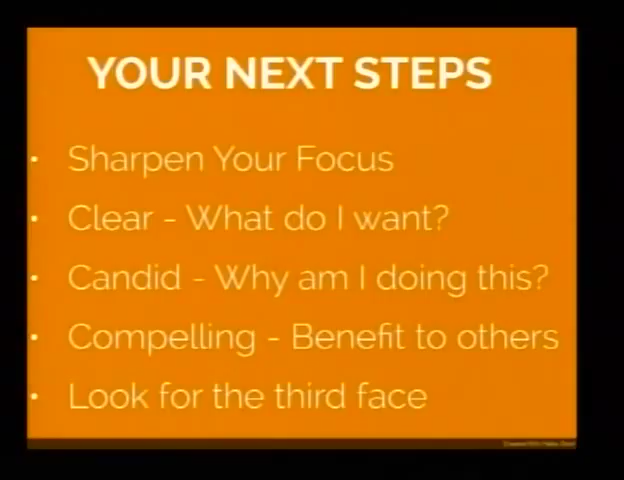 YOUR NEXT STEPS
• Sharpen Your Focus
• Clear - What do I want?
• Candid - Why am I doing this?
• Compelling - Benefit to others
• Look for the third face